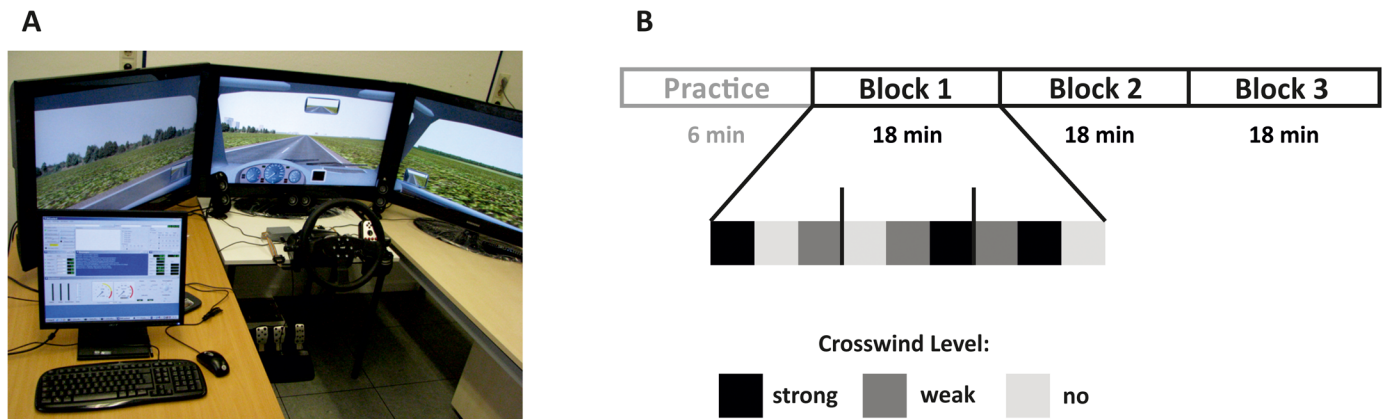 A
B
Practice
Block 1
Block 2
Block 3
6 min
18 min
18 min
18 min
Crosswind Level:
strong
weak
no